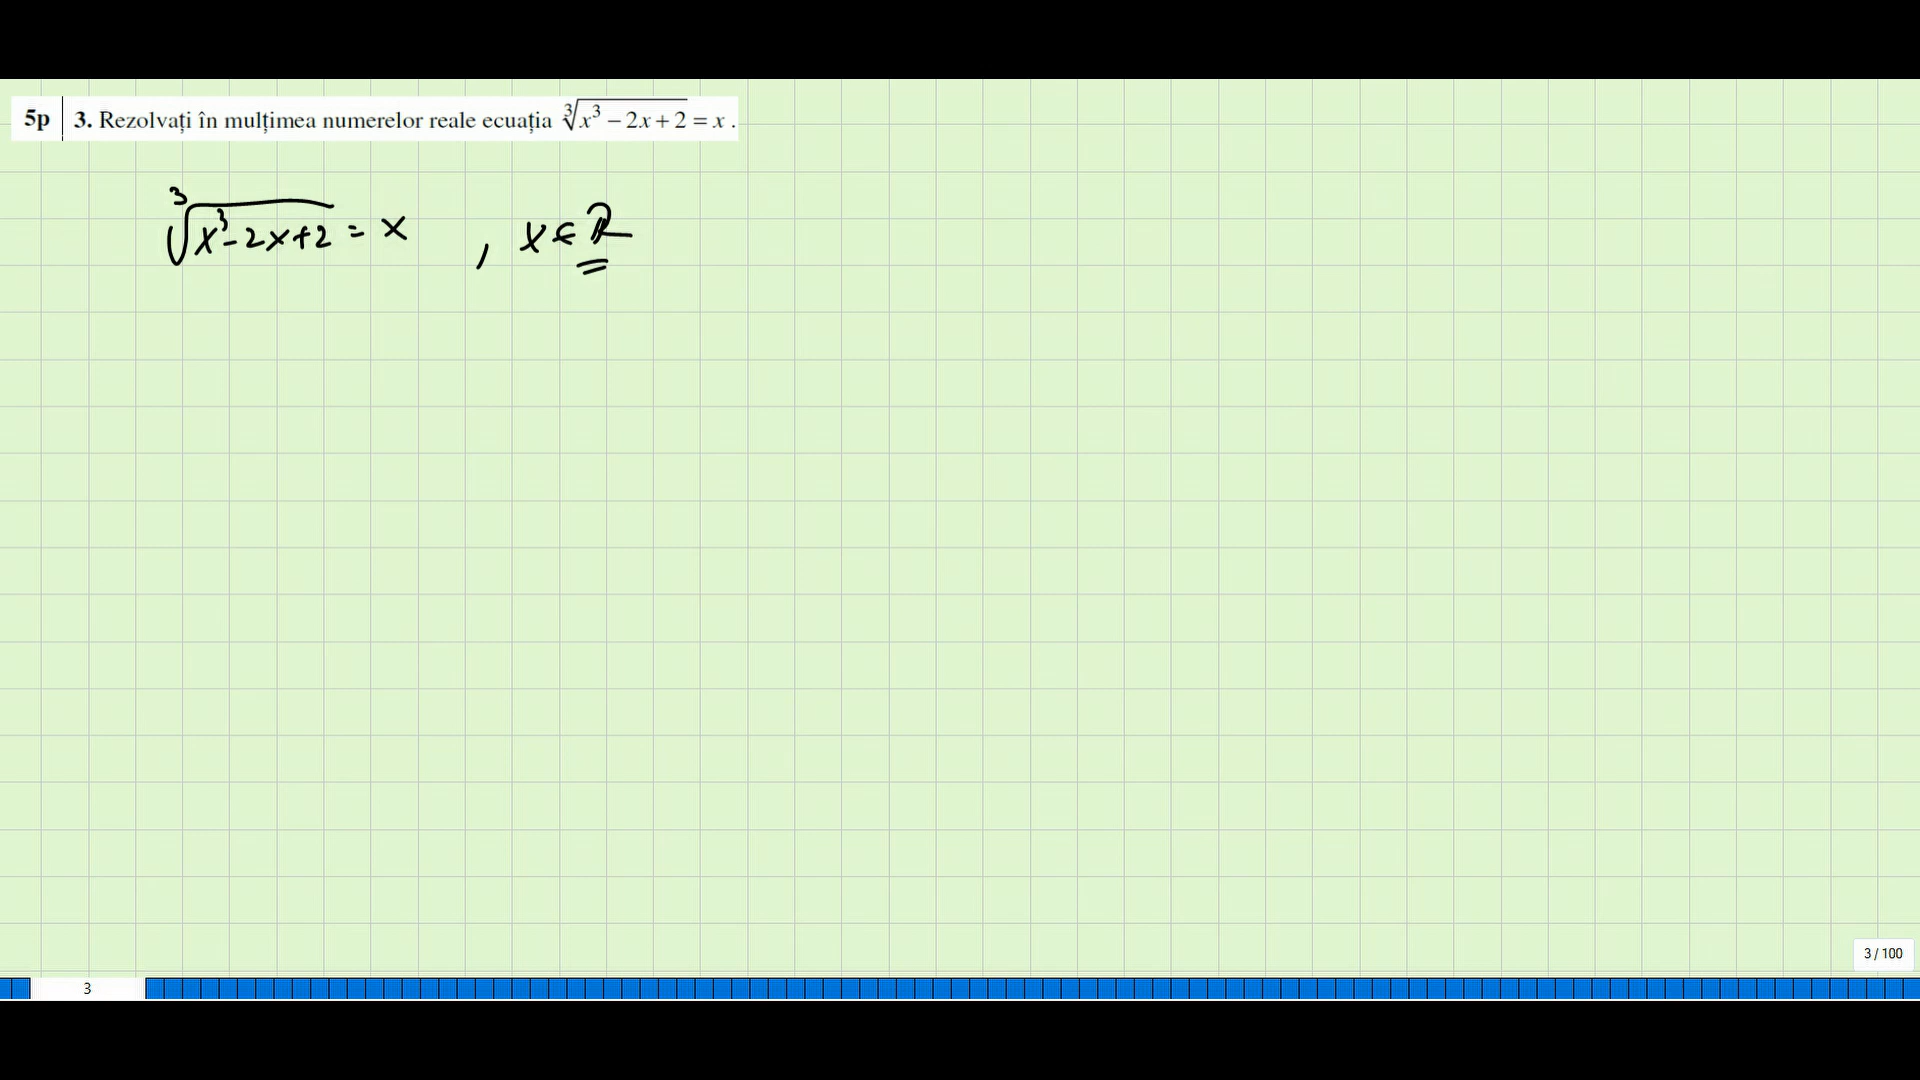 5p 3. Rezolvați în mulțimea numerelor reale ecuația ∛(x³ − 2x + 2) = x .
∛(x³ - 2x + 2) = x , x ∈ ℝ
3 / 100
3